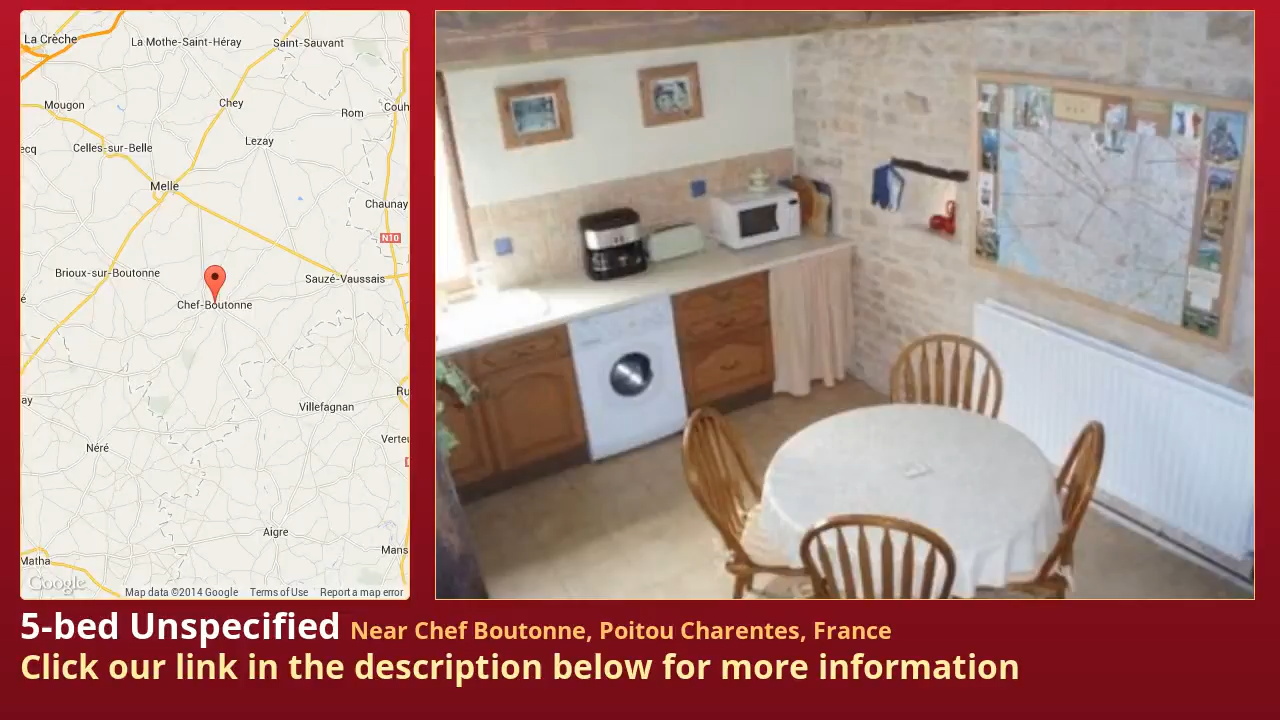 La Crèche
La Mothe-Saint-Héray
Saint-Sauvant
Mougon
Chey
Rom
Couh
ecq
Celles-sur-Belle
Lezay
Melle
Chaunay
N10
Brioux-sur-Boutonne
Sauzé-Vaussais
é
Chef-Boutonne
ay
Villefagnan
Ru
Néré
Verteu
Aigre
Matha
Mans
Google
Map data ©2014 Google
Terms of Use
Report a map error
5-bed Unspecified Near Chef Boutonne, Poitou Charentes, France
Click our link in the description below for more information